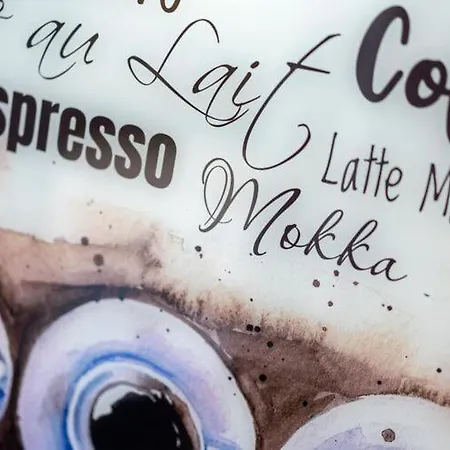 au Lait
spresso
Latte M
Mokka
Co